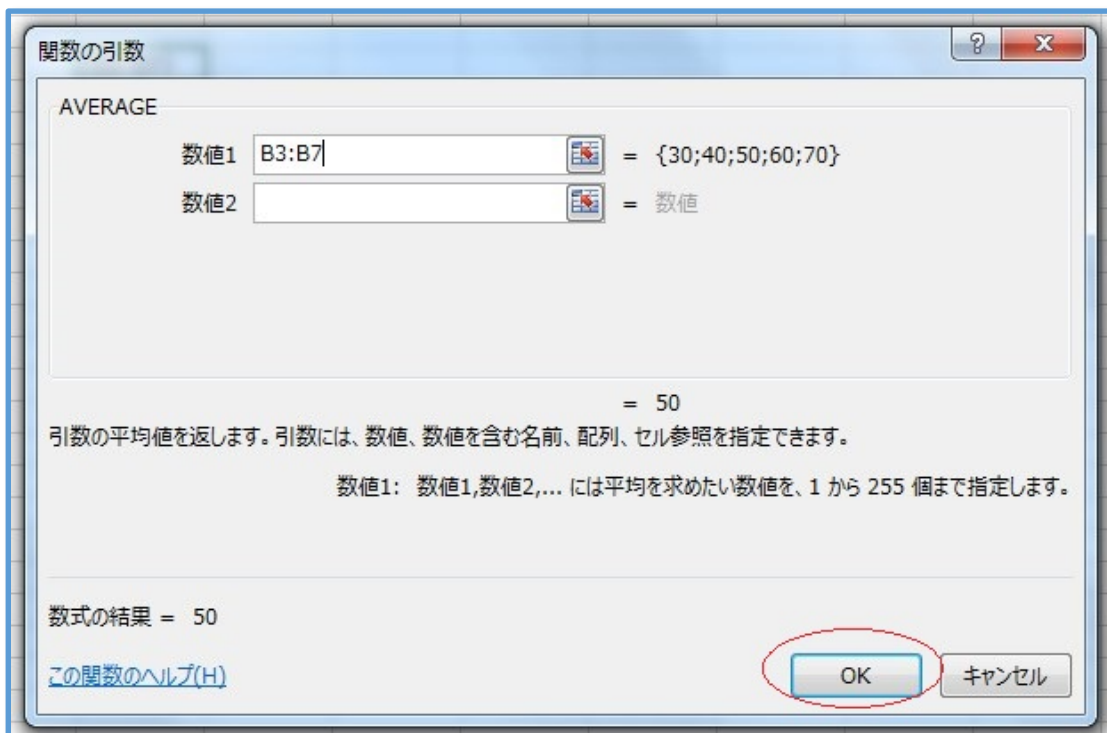 関数の引数
AVERAGE
数値1 B3:B7 = {30;40;50;60;70}
数値2 = 数値
= 50
引数の平均値を返します。引数には、数値、数値を含む名前、配列、セル参照を指定できます。
数値1: 数値1,数値2,... には平均を求めたい数値を、1 から 255 個まで指定します。
数式の結果 = 50
この関数のヘルプ(H)
OK キャンセル